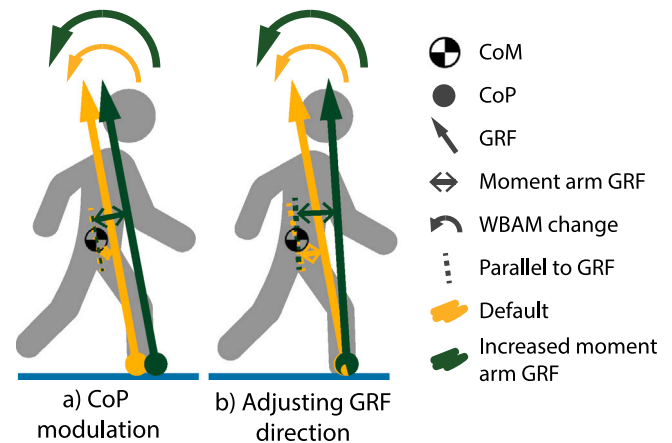 CoM
CoP
GRF
Moment arm GRF
WBAM change
Parallel to GRF
Default
Increased moment
arm GRF
a) CoP
modulation
b) Adjusting GRF
direction